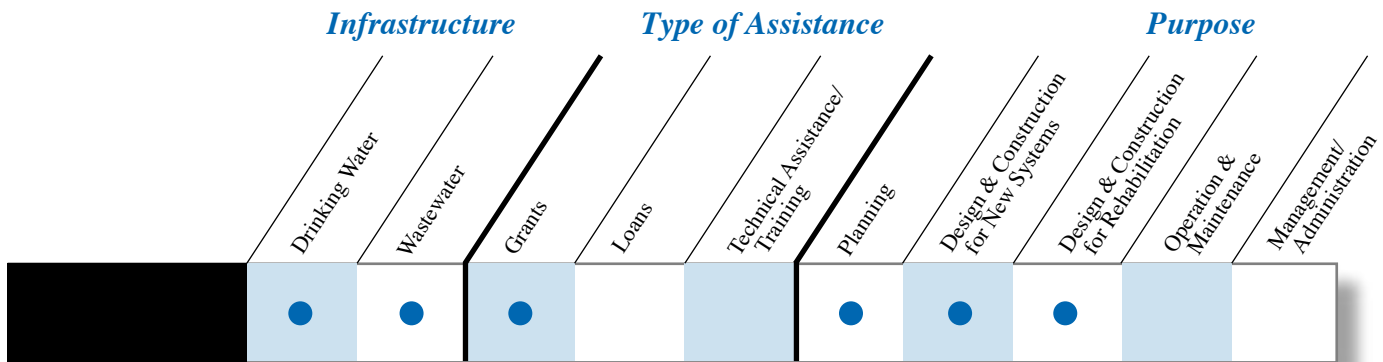 Infrastructure
Type of Assistance
Purpose
Drinking Water
Wastewater
Grants
Loans
Technical Assistance/
Training
Planning
Design & Construction
for New Systems
Design & Construction
for Rehabilitation
Operation &
Maintenance
Management/
Administration